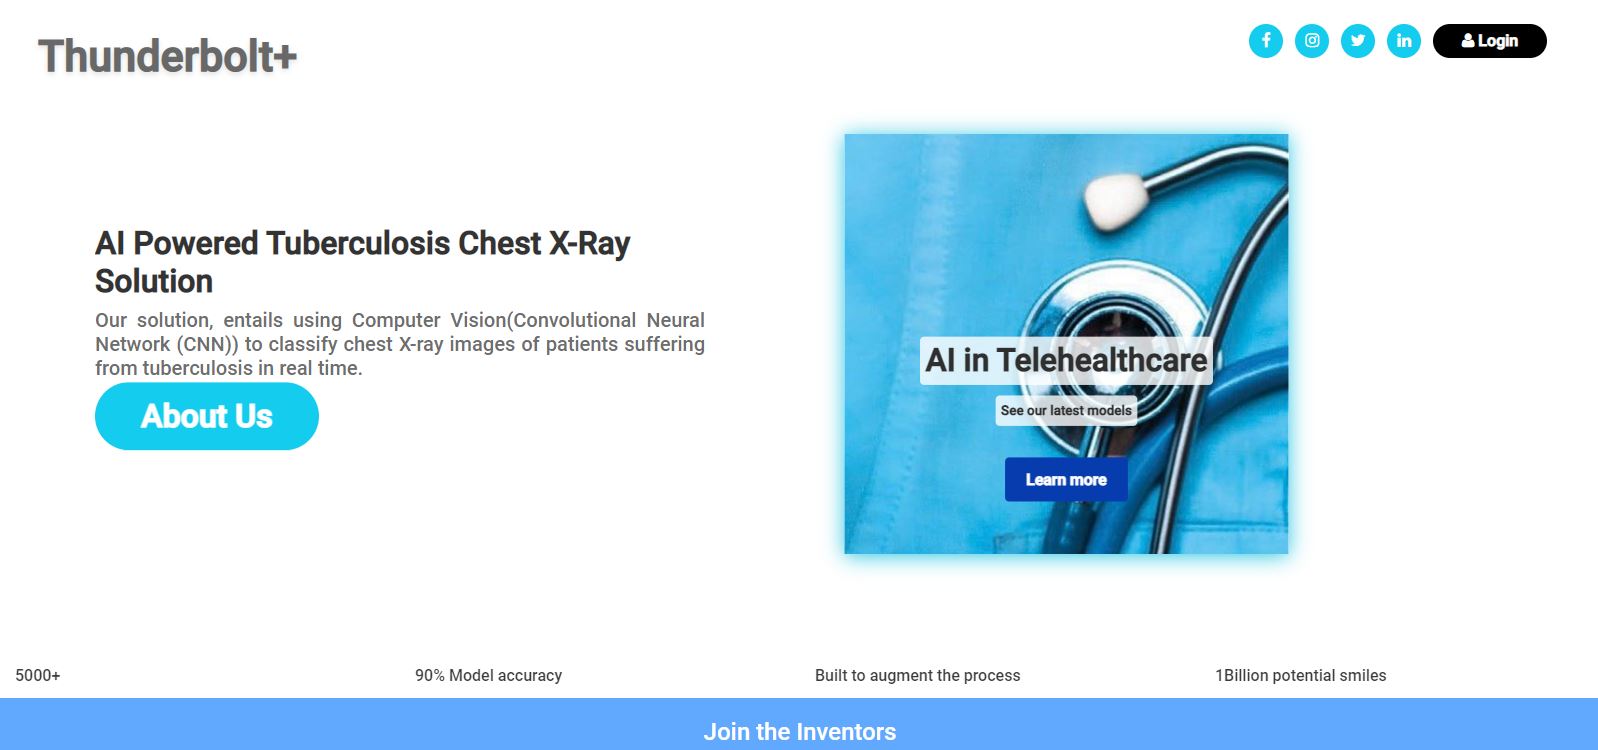 Thunderbolt+
Login
AI Powered Tuberculosis Chest X-Ray
Solution
Our solution, entails using Computer Vision(Convolutional Neural
Network (CNN)) to classify chest X-ray images of patients suffering
from tuberculosis in real time.
About Us
AI in Telehealthcare
See our latest models
Learn more
5000+
90% Model accuracy
Built to augment the process
1Billion potential smiles
Join the Inventors